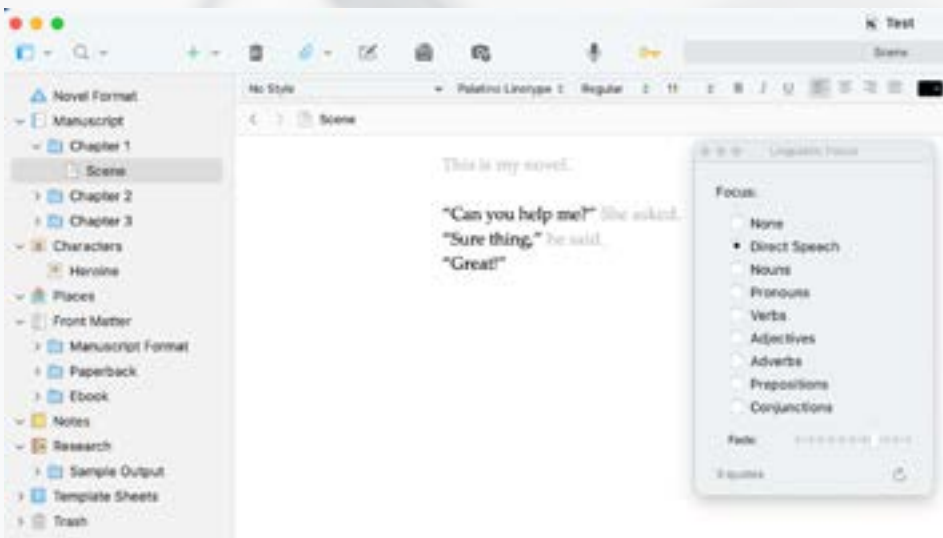 Test
Scene
No Style
Palatino Linotype
Regular
11
B I U
Scene
Novel Format
Manuscript
Chapter 1
Scene
Chapter 2
Chapter 3
Characters
Heroine
Places
Front Matter
Manuscript Format
Paperback
Ebook
Notes
Research
Sample Output
Template Sheets
Trash
This is my novel.
“Can you help me?” She asked.
“Sure thing,” he said.
“Great!”
Linguistic Focus
Focus:
None
Direct Speech
Nouns
Pronouns
Verbs
Adjectives
Adverbs
Prepositions
Conjunctions
Fade:
3 quotes